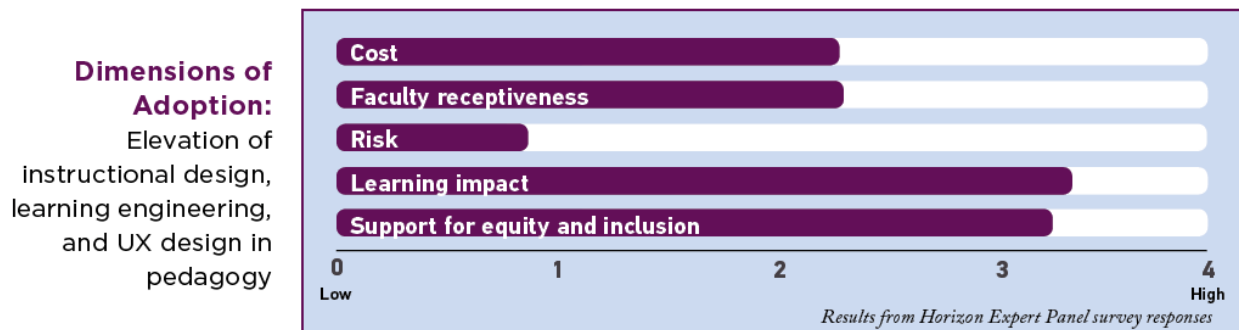 Dimensions of
Adoption:
Elevation of
instructional design,
learning engineering,
and UX design in
pedagogy
Cost
Faculty receptiveness
Risk
Learning impact
Support for equity and inclusion
0 1 2 3 4
Low High
Results from Horizon Expert Panel survey responses